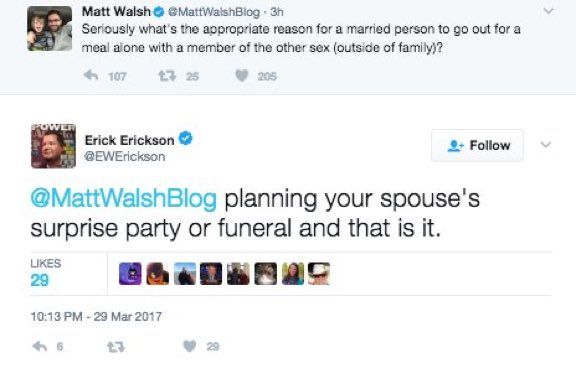 Matt Walsh @MattWalshBlog · 3h
Seriously what's the appropriate reason for a married person to go out for a
meal alone with a member of the other sex (outside of family)?
107 25 205
POWER
Erick Erickson
@EWErickson
Follow
@MattWalshBlog planning your spouse's
surprise party or funeral and that is it.
LIKES
29
10:13 PM - 29 Mar 2017
6 29